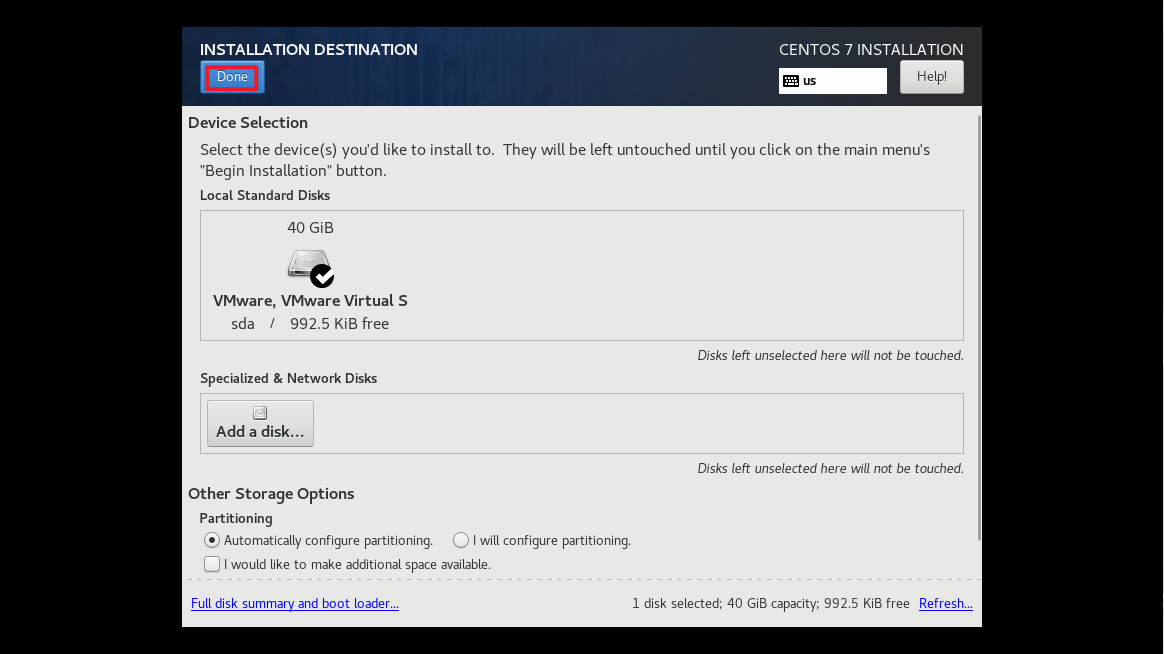 INSTALLATION DESTINATION
CENTOS 7 INSTALLATION
Done
us
Help!
Device Selection
Select the device(s) you'd like to install to.  They will be left untouched until you click on the main menu's
"Begin Installation" button.
Local Standard Disks
40 GiB
VMware, VMware Virtual S
sda / 992.5 KiB free
Disks left unselected here will not be touched.
Specialized & Network Disks
Add a disk...
Disks left unselected here will not be touched.
Other Storage Options
Partitioning
Automatically configure partitioning. I will configure partitioning.
I would like to make additional space available.
Full disk summary and boot loader... 1 disk selected; 40 GiB capacity; 992.5 KiB free Refresh...